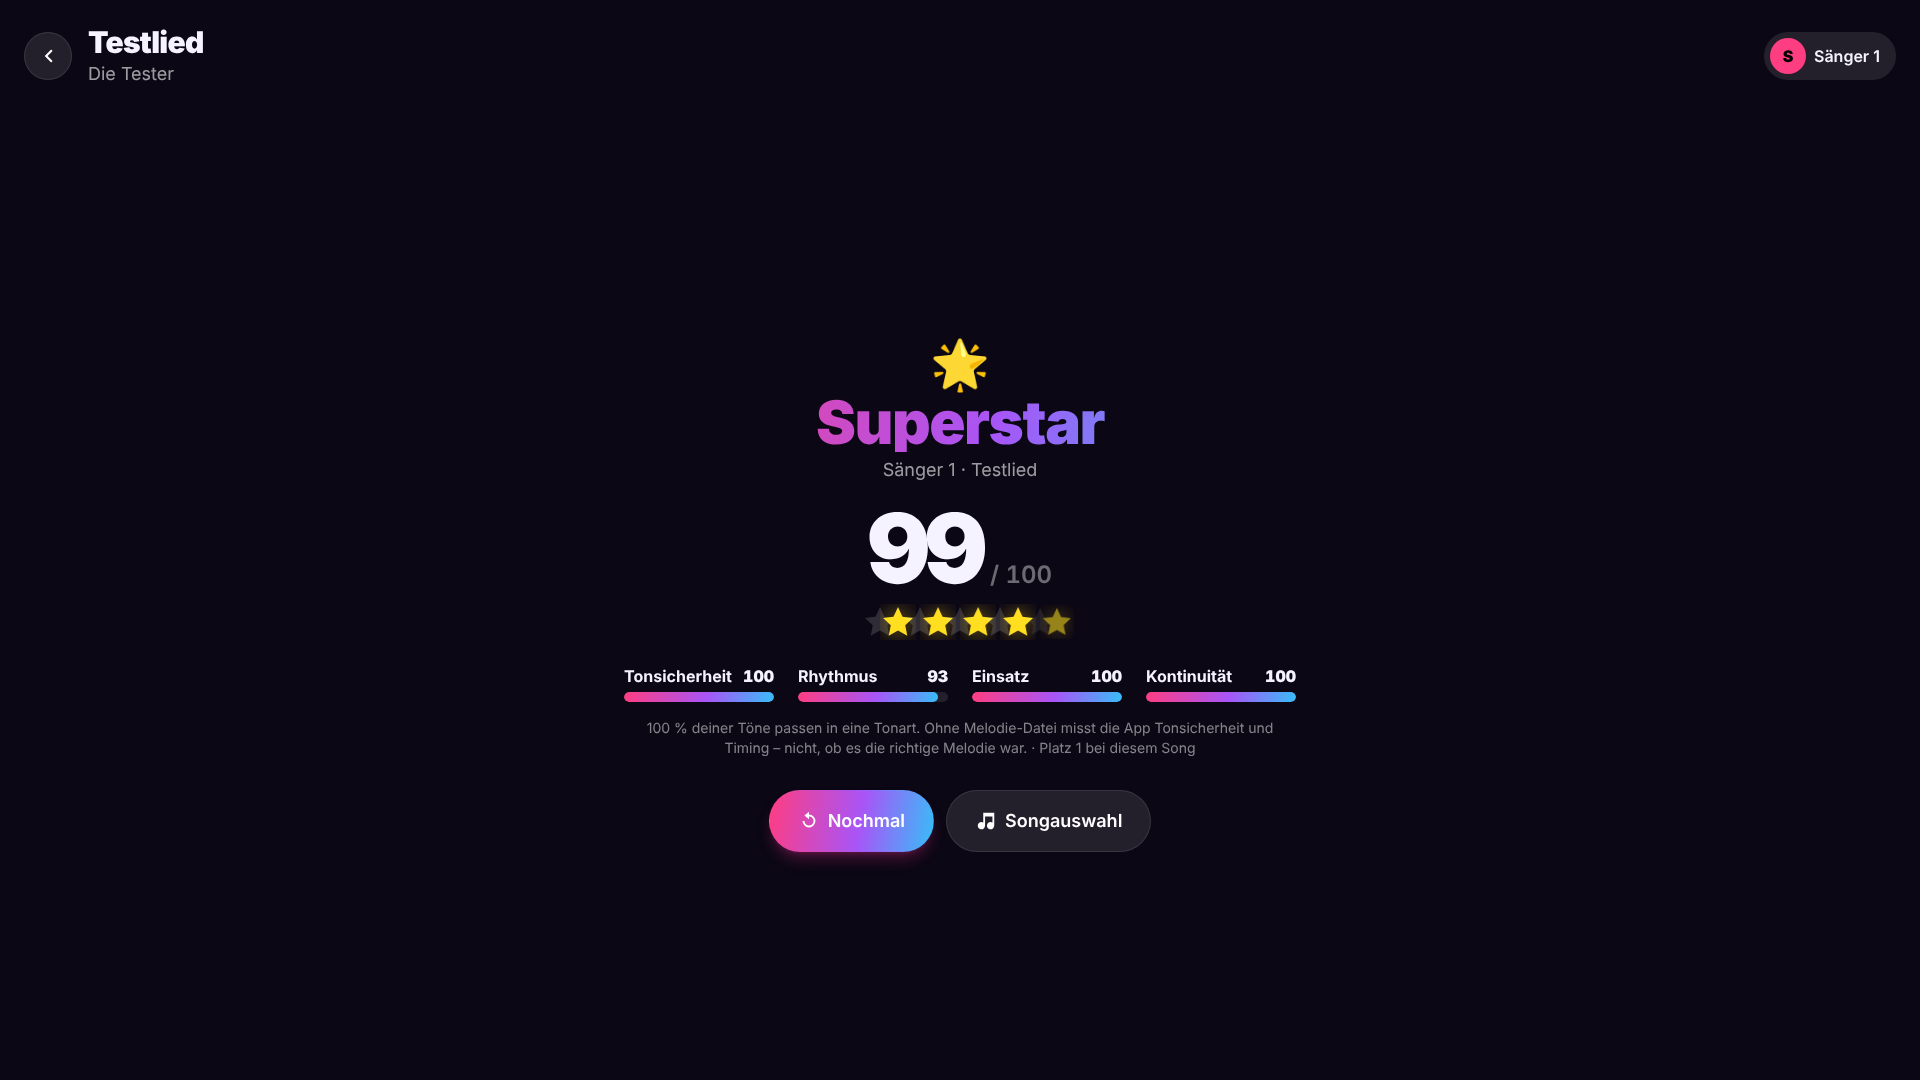 Testlied
Die Tester
S
Sänger 1
Superstar
Sänger 1 · Testlied
99 / 100
Tonsicherheit 100
Rhythmus 93
Einsatz 100
Kontinuität 100
100 % deiner Töne passen in eine Tonart. Ohne Melodie-Datei misst die App Tonsicherheit und
Timing – nicht, ob es die richtige Melodie war. · Platz 1 bei diesem Song
Nochmal
Songauswahl